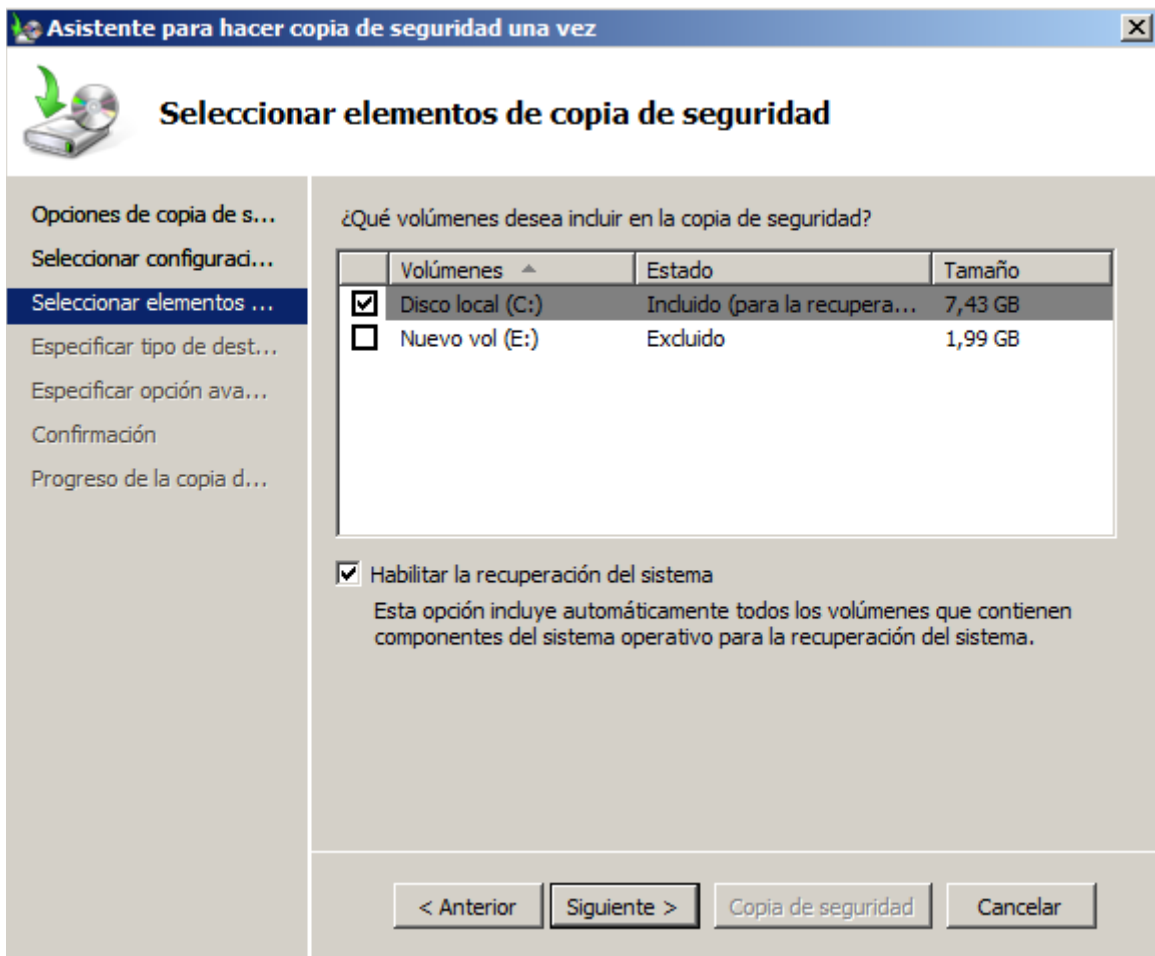 Asistente para hacer copia de seguridad una vez
Seleccionar elementos de copia de seguridad
Opciones de copia de s...
Seleccionar configuraci...
Seleccionar elementos ...
Especificar tipo de dest...
Especificar opción ava...
Confirmación
Progreso de la copia d...
¿Qué volúmenes desea incluir en la copia de seguridad?
Volúmenes Estado Tamaño
Disco local (C:) Incluido (para la recupera... 7,43 GB
Nuevo vol (E:) Excluido 1,99 GB
Habilitar la recuperación del sistema
Esta opción incluye automáticamente todos los volúmenes que contienen
componentes del sistema operativo para la recuperación del sistema.
< Anterior Siguiente > Copia de seguridad Cancelar